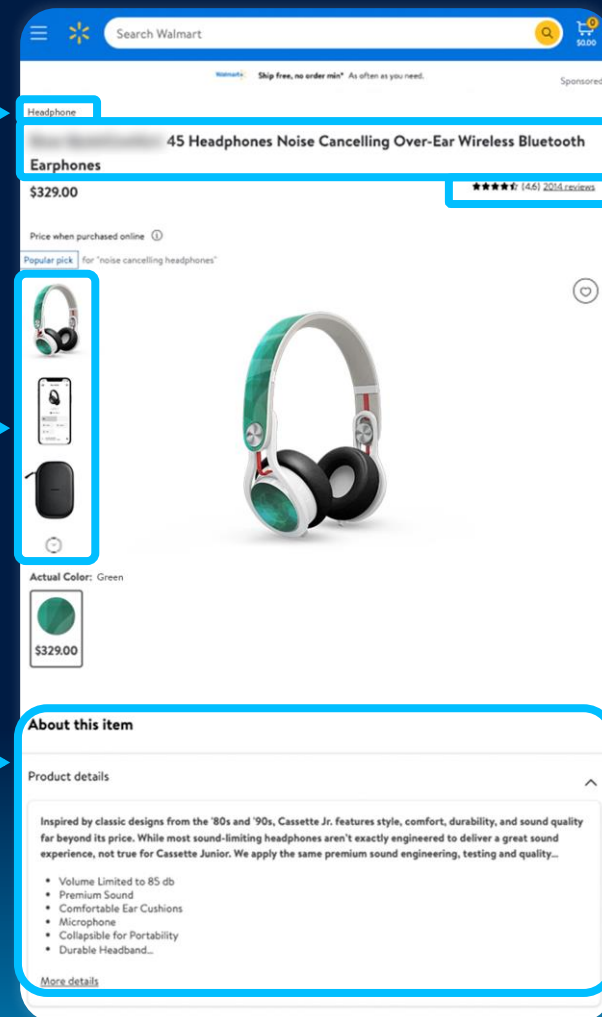 Search Walmart
0
$0.00
Walmart+ Ship free, no order min* As often as you need.
Sponsored
Headphone
45 Headphones Noise Cancelling Over-Ear Wireless Bluetooth
Earphones
$329.00
(4.6) 2014 reviews
Price when purchased online
Popular pick for "noise cancelling headphones"
Actual Color: Green
$329.00
About this item
Product details
Inspired by classic designs from the '80s and '90s, Cassette Jr. features style, comfort, durability, and sound quality
far beyond its price. While most sound-limiting headphones aren't exactly engineered to deliver a great sound
experience, not true for Cassette Junior. We apply the same premium sound engineering, testing and quality...
• Volume Limited to 85 db
• Premium Sound
• Comfortable Ear Cushions
• Microphone
• Collapsible for Portability
• Durable Headband...
More details